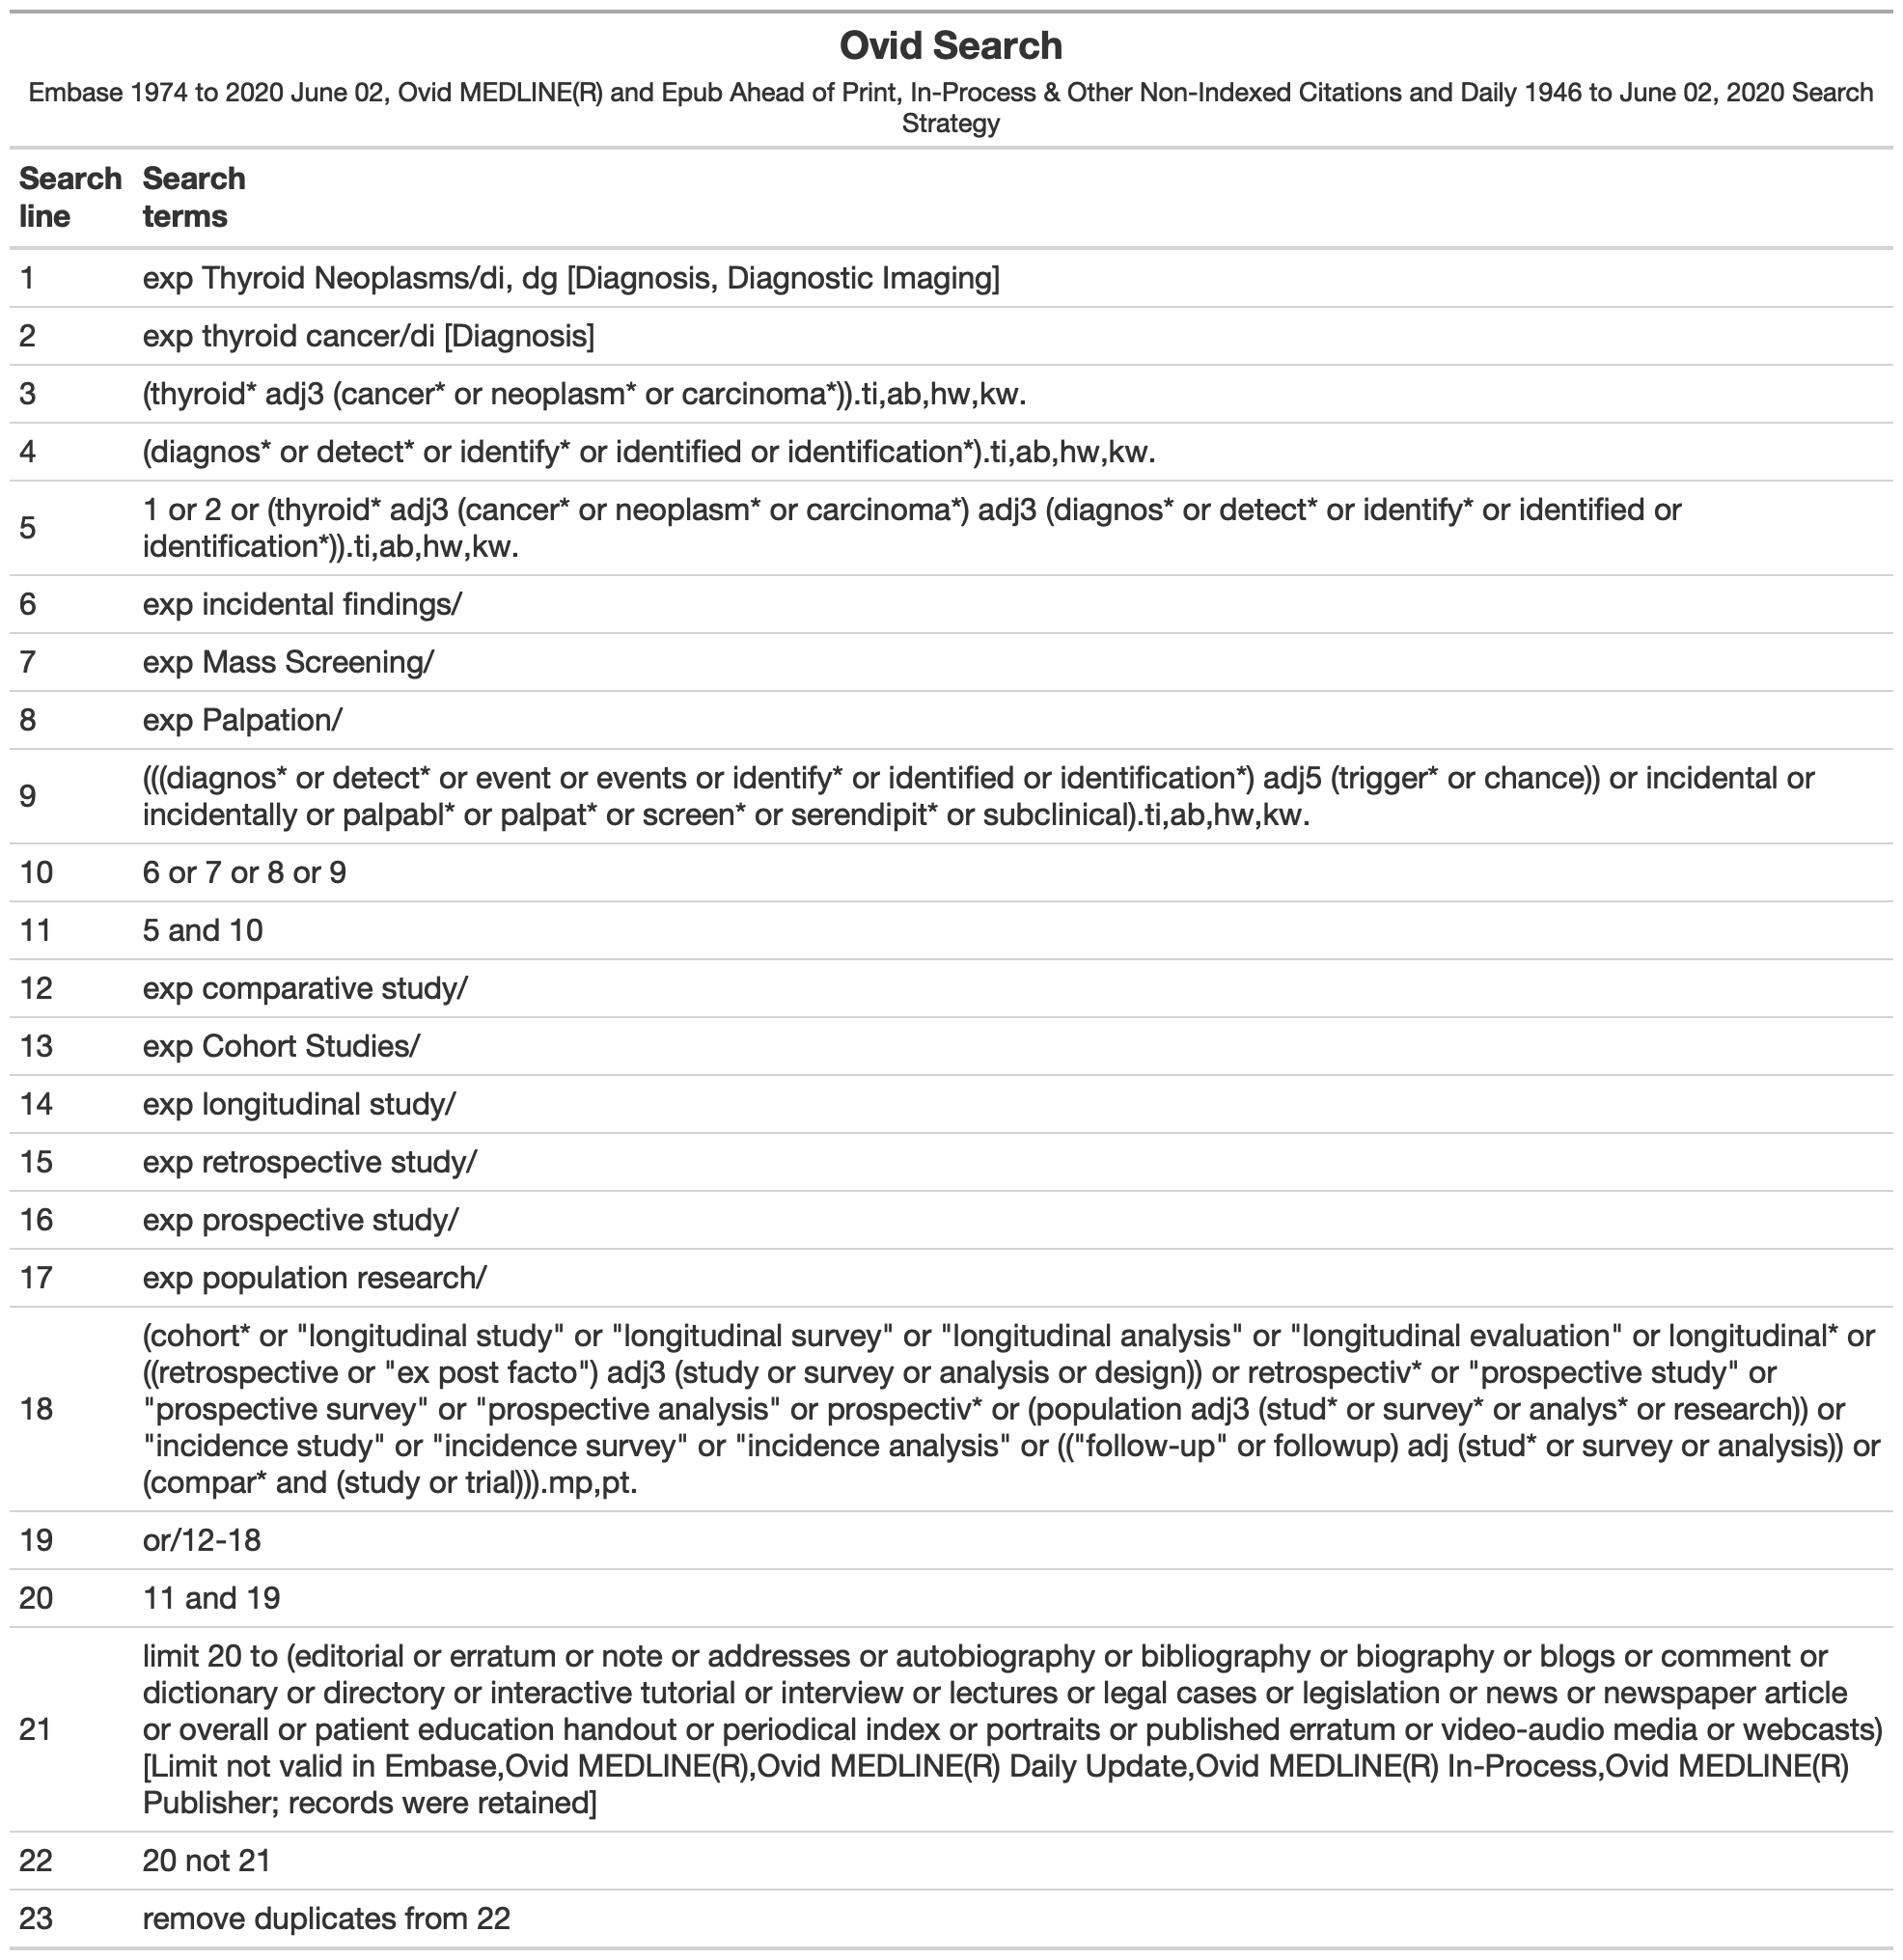 Ovid Search
Embase 1974 to 2020 June 02, Ovid MEDLINE(R) and Epub Ahead of Print, In-Process & Other Non-Indexed Citations and Daily 1946 to June 02, 2020 Search
Strategy
Search line Search terms
1 exp Thyroid Neoplasms/di, dg [Diagnosis, Diagnostic Imaging]
2 exp thyroid cancer/di [Diagnosis]
3 (thyroid* adj3 (cancer* or neoplasm* or carcinoma*)).ti,ab,hw,kw.
4 (diagnos* or detect* or identify* or identified or identification*).ti,ab,hw,kw.
5 1 or 2 or (thyroid* adj3 (cancer* or neoplasm* or carcinoma*) adj3 (diagnos* or detect* or identify* or identified or
identification*)).ti,ab,hw,kw.
6 exp incidental findings/
7 exp Mass Screening/
8 exp Palpation/
9 (((diagnos* or detect* or event or events or identify* or identified or identification*) adj5 (trigger* or chance)) or incidental or
incidentally or palpabl* or palpat* or screen* or serendipit* or subclinical).ti,ab,hw,kw.
10 6 or 7 or 8 or 9
11 5 and 10
12 exp comparative study/
13 exp Cohort Studies/
14 exp longitudinal study/
15 exp retrospective study/
16 exp prospective study/
17 exp population research/
18 (cohort* or "longitudinal study" or "longitudinal survey" or "longitudinal analysis" or "longitudinal evaluation" or longitudinal* or
((retrospective or "ex post facto") adj3 (study or survey or analysis or design)) or retrospectiv* or "prospective study" or
"prospective survey" or "prospective analysis" or prospectiv* or (population adj3 (stud* or survey* or analys* or research)) or
"incidence study" or "incidence survey" or "incidence analysis" or (("follow-up" or followup) adj (stud* or survey or analysis)) or
(compar* and (study or trial))).mp,pt.
19 or/12-18
20 11 and 19
21 limit 20 to (editorial or erratum or note or addresses or autobiography or bibliography or biography or blogs or comment or
dictionary or directory or interactive tutorial or interview or lectures or legal cases or legislation or news or newspaper article
or overall or patient education handout or periodical index or portraits or published erratum or video-audio media or webcasts)
[Limit not valid in Embase,Ovid MEDLINE(R),Ovid MEDLINE(R) Daily Update,Ovid MEDLINE(R) In-Process,Ovid MEDLINE(R)
Publisher; records were retained]
22 20 not 21
23 remove duplicates from 22